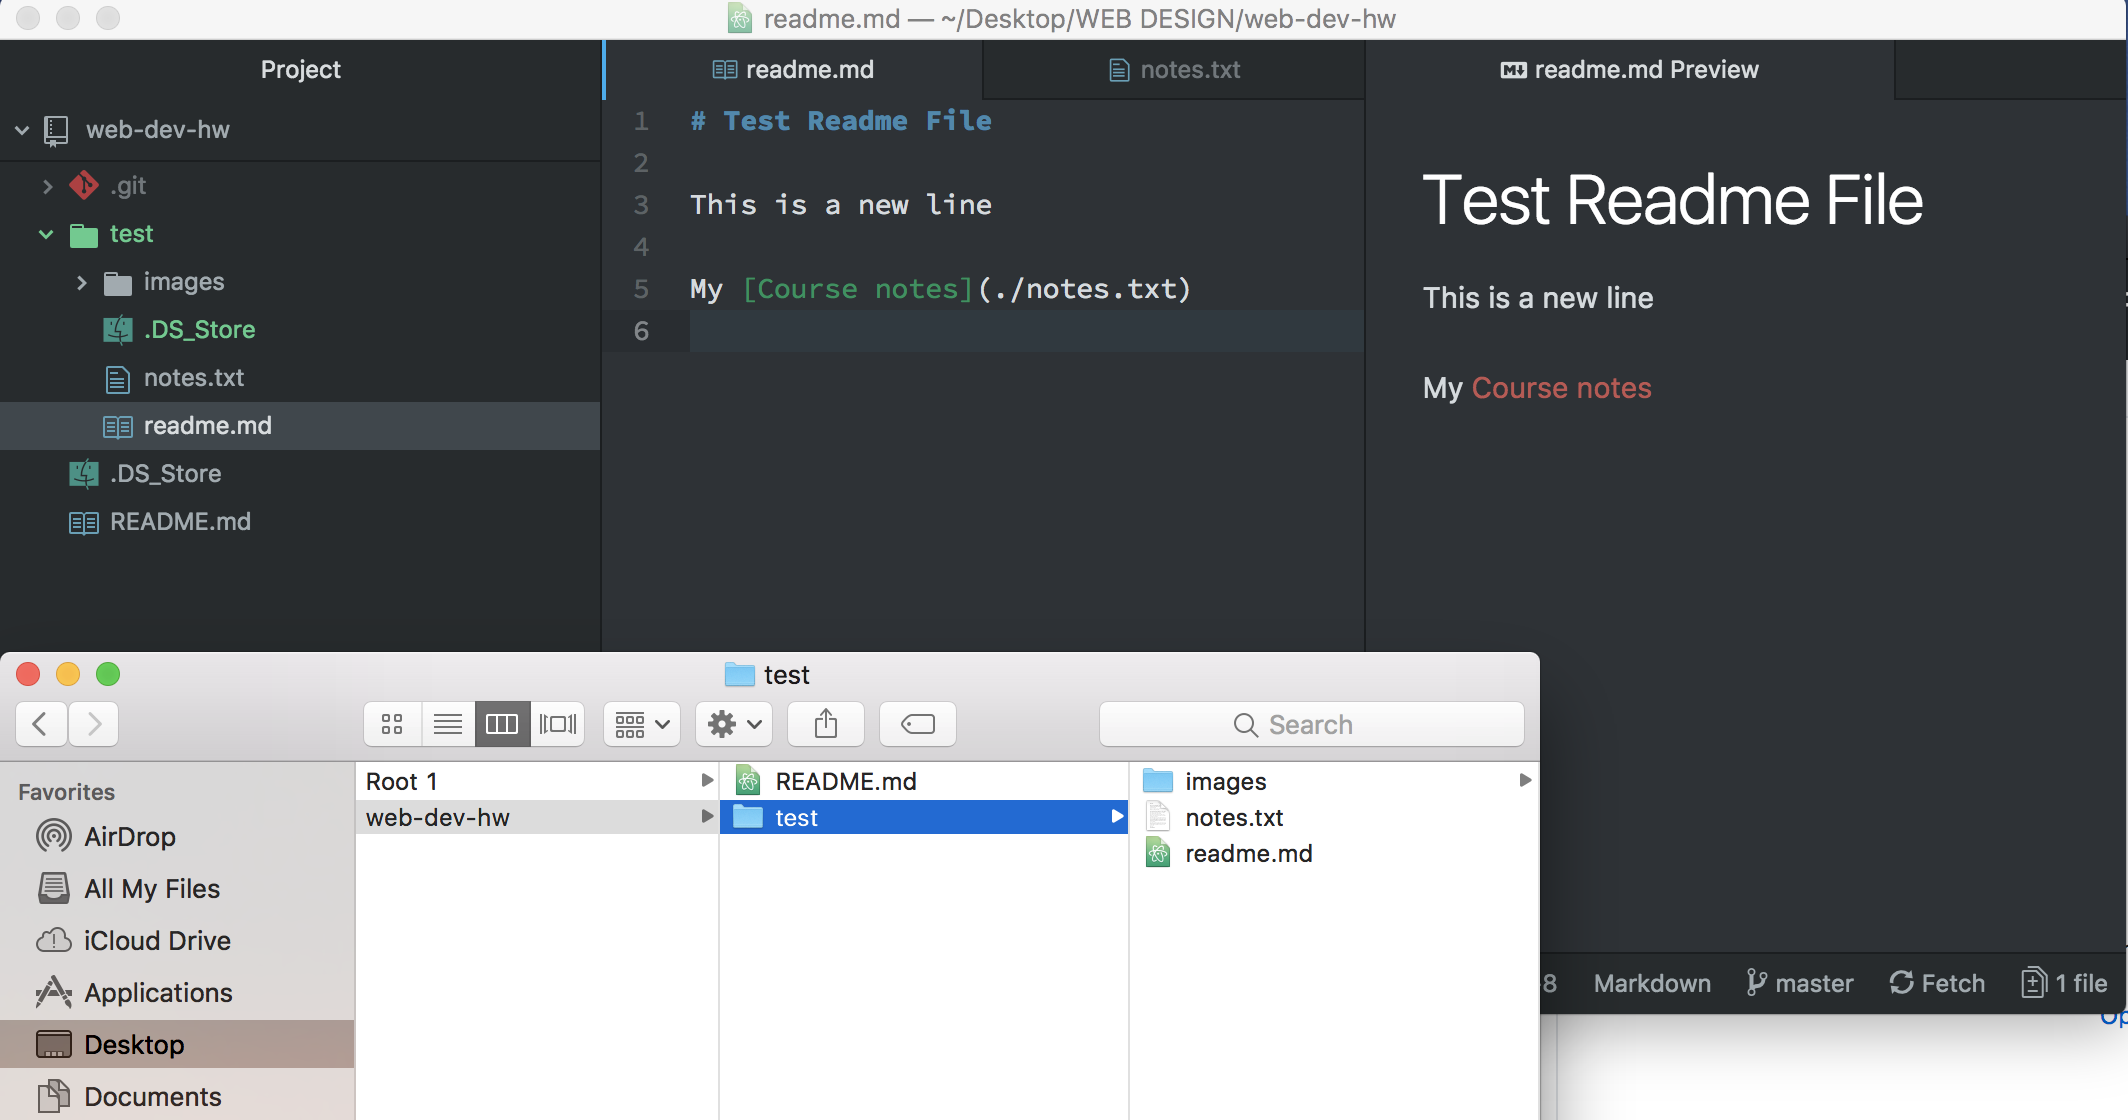 readme.md — ~/Desktop/WEB DESIGN/web-dev-hw
Project
web-dev-hw
.git
test
images
.DS_Store
notes.txt
readme.md
.DS_Store
README.md
readme.md
notes.txt
1 # Test Readme File
2
3 This is a new line
4
5 My [Course notes](./notes.txt)
6
readme.md Preview
Test Readme File
This is a new line
My Course notes
-8 Markdown master Fetch 1 file
test
Search
Favorites
AirDrop
All My Files
iCloud Drive
Applications
Desktop
Documents
Root 1
web-dev-hw
README.md
test
images
notes.txt
readme.md